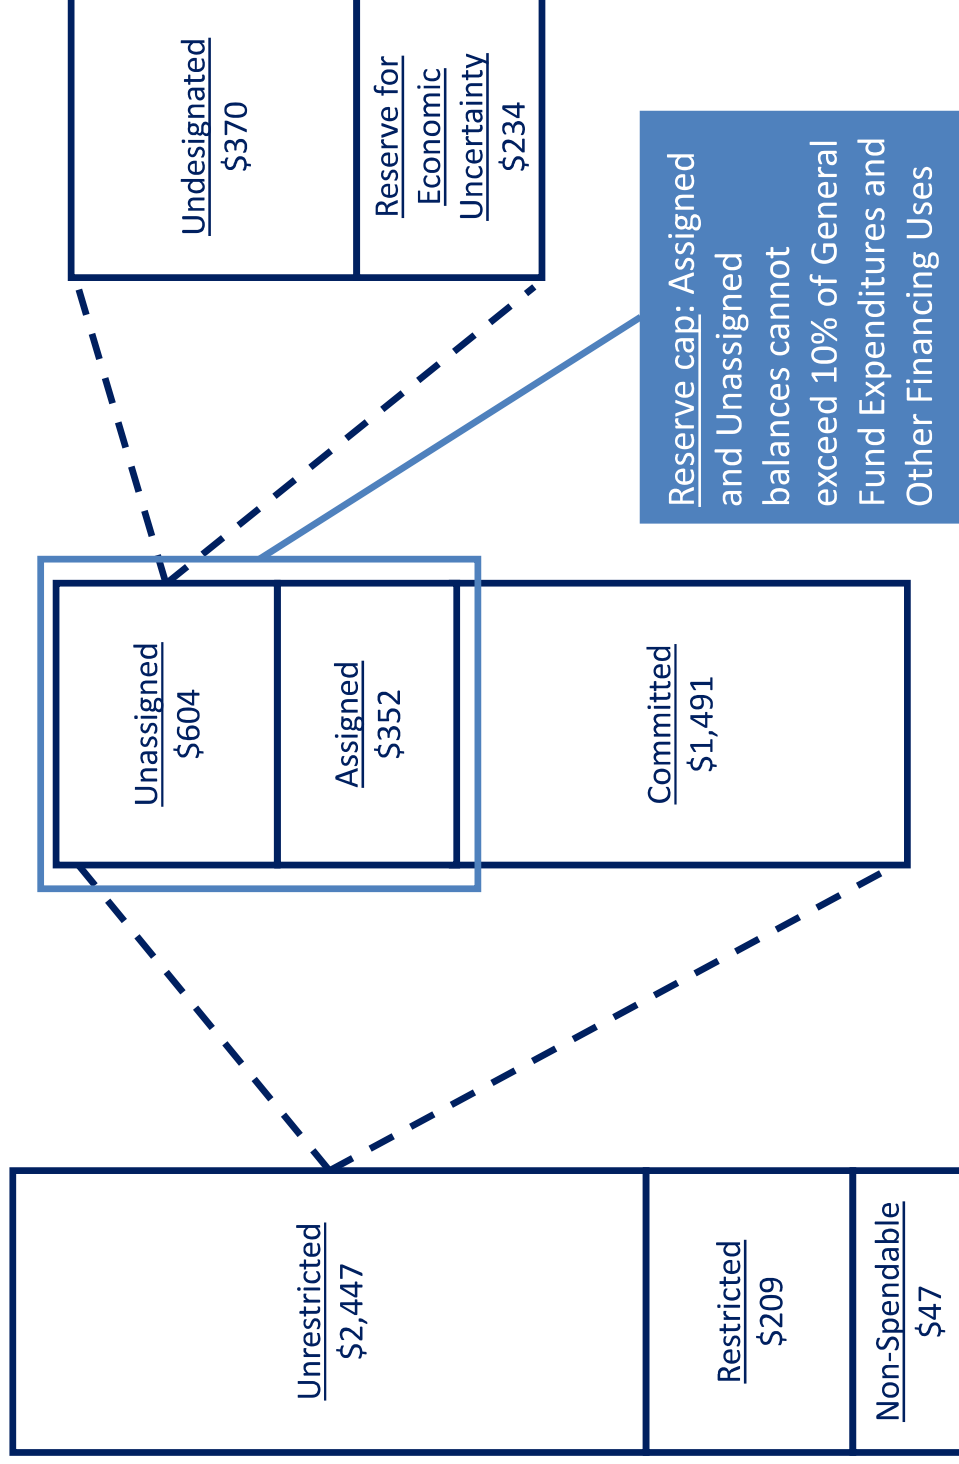 Unrestricted
$2,447
Restricted
$209
Non-Spendable
$47
Unassigned
$604
Assigned
$352
Committed
$1,491
Undesignated
$370
Reserve for
Economic
Uncertainty
$234
Reserve cap: Assigned
and Unassigned
balances cannot
exceed 10% of General
Fund Expenditures and
Other Financing Uses